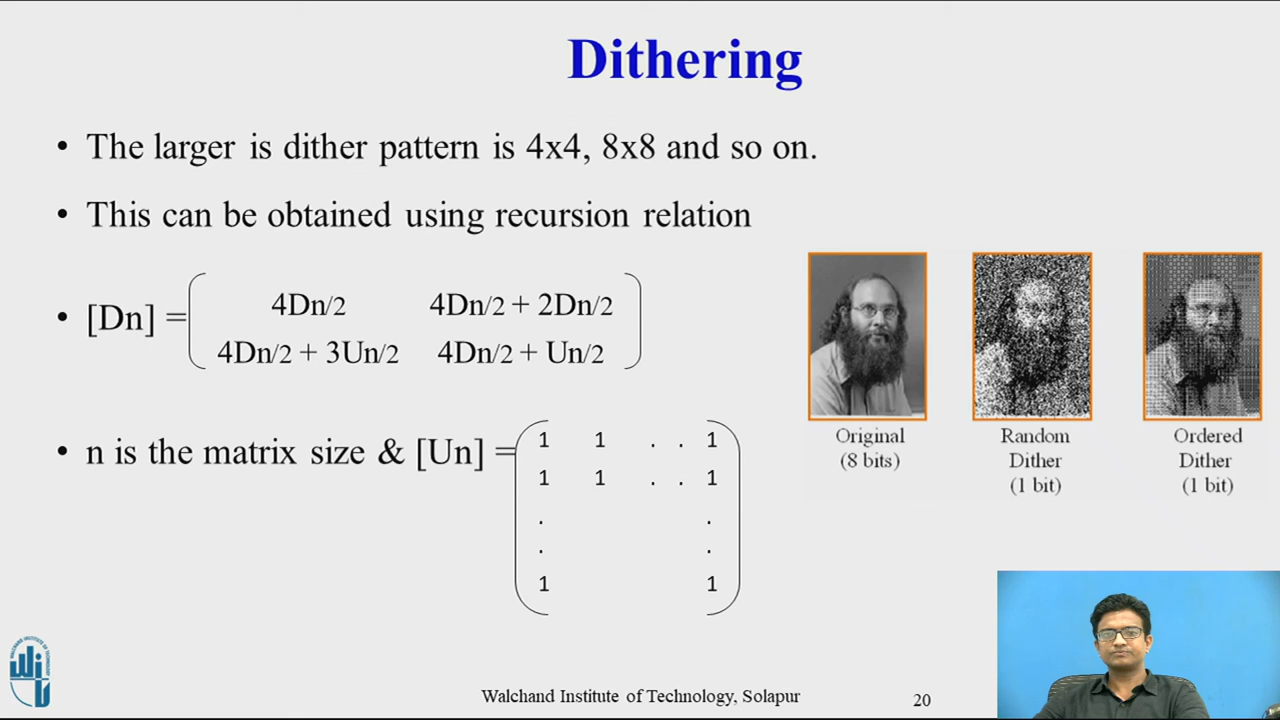 Dithering
• The larger is dither pattern is 4x4, 8x8 and so on.
• This can be obtained using recursion relation
• [Dn] =
4Dn/2 4Dn/2 + 2Dn/2
4Dn/2 + 3Un/2 4Dn/2 + Un/2
• n is the matrix size & [Un] =
1 1 . . 1
1 1 . . 1
. .
. .
1 1
Original
(8 bits)
Random
Dither
(1 bit)
Ordered
Dither
(1 bit)
Walchand Institute of Technology, Solapur
20